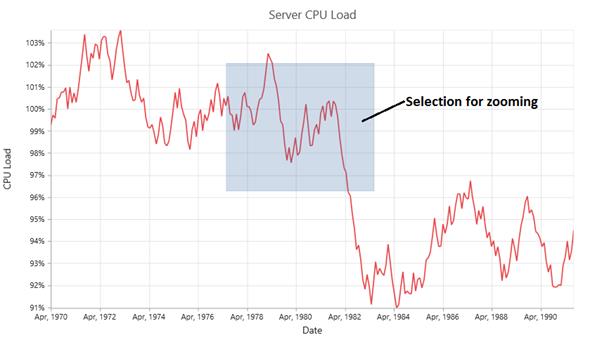 Server CPU Load
103%
102%
101%
100%
99%
98%
97%
96%
95%
94%
93%
92%
91%
CPU Load
Selection for zooming
Apr, 1970
Apr, 1972
Apr, 1974
Apr, 1976
Apr, 1978
Apr, 1980
Apr, 1982
Apr, 1984
Apr, 1986
Apr, 1988
Apr, 1990
Date